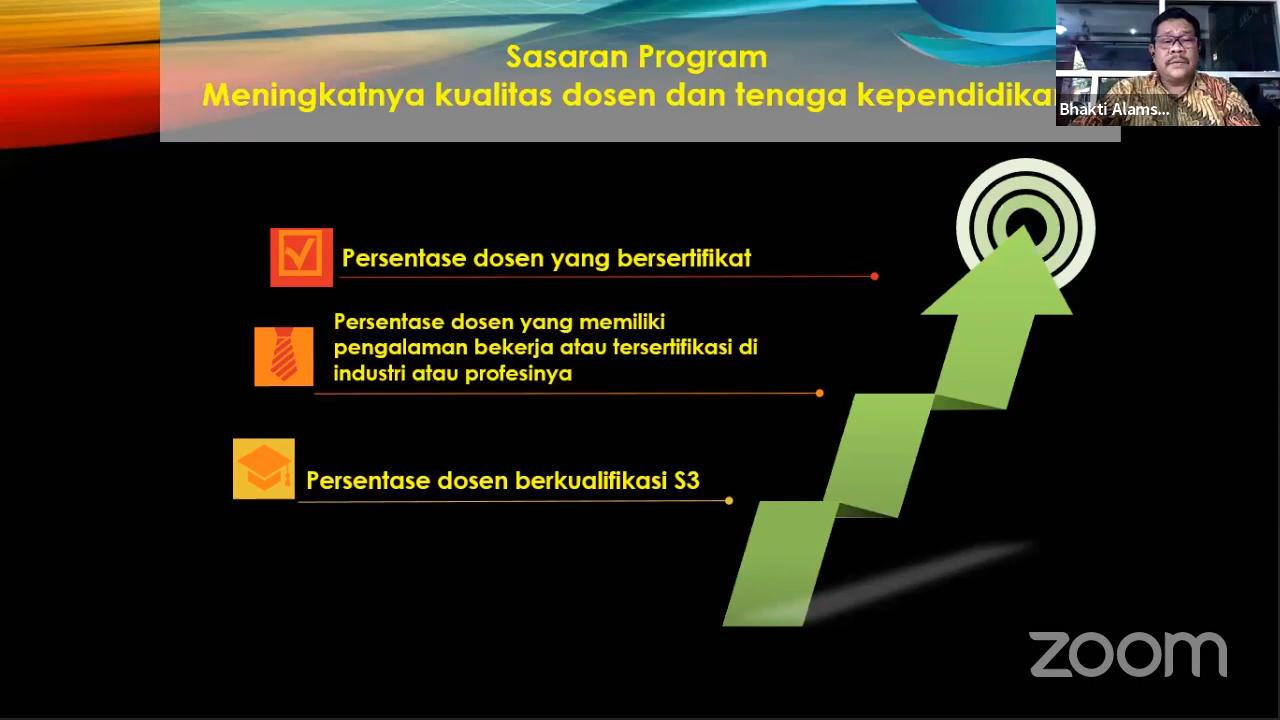 Sasaran Program
Meningkatnya kualitas dosen dan tenaga kependidika
Bhakti Alams...
Persentase dosen yang bersertifikat
Persentase dosen yang memiliki
pengalaman bekerja atau tersertifikasi di
industri atau profesinya
Persentase dosen berkualifikasi S3
zoom